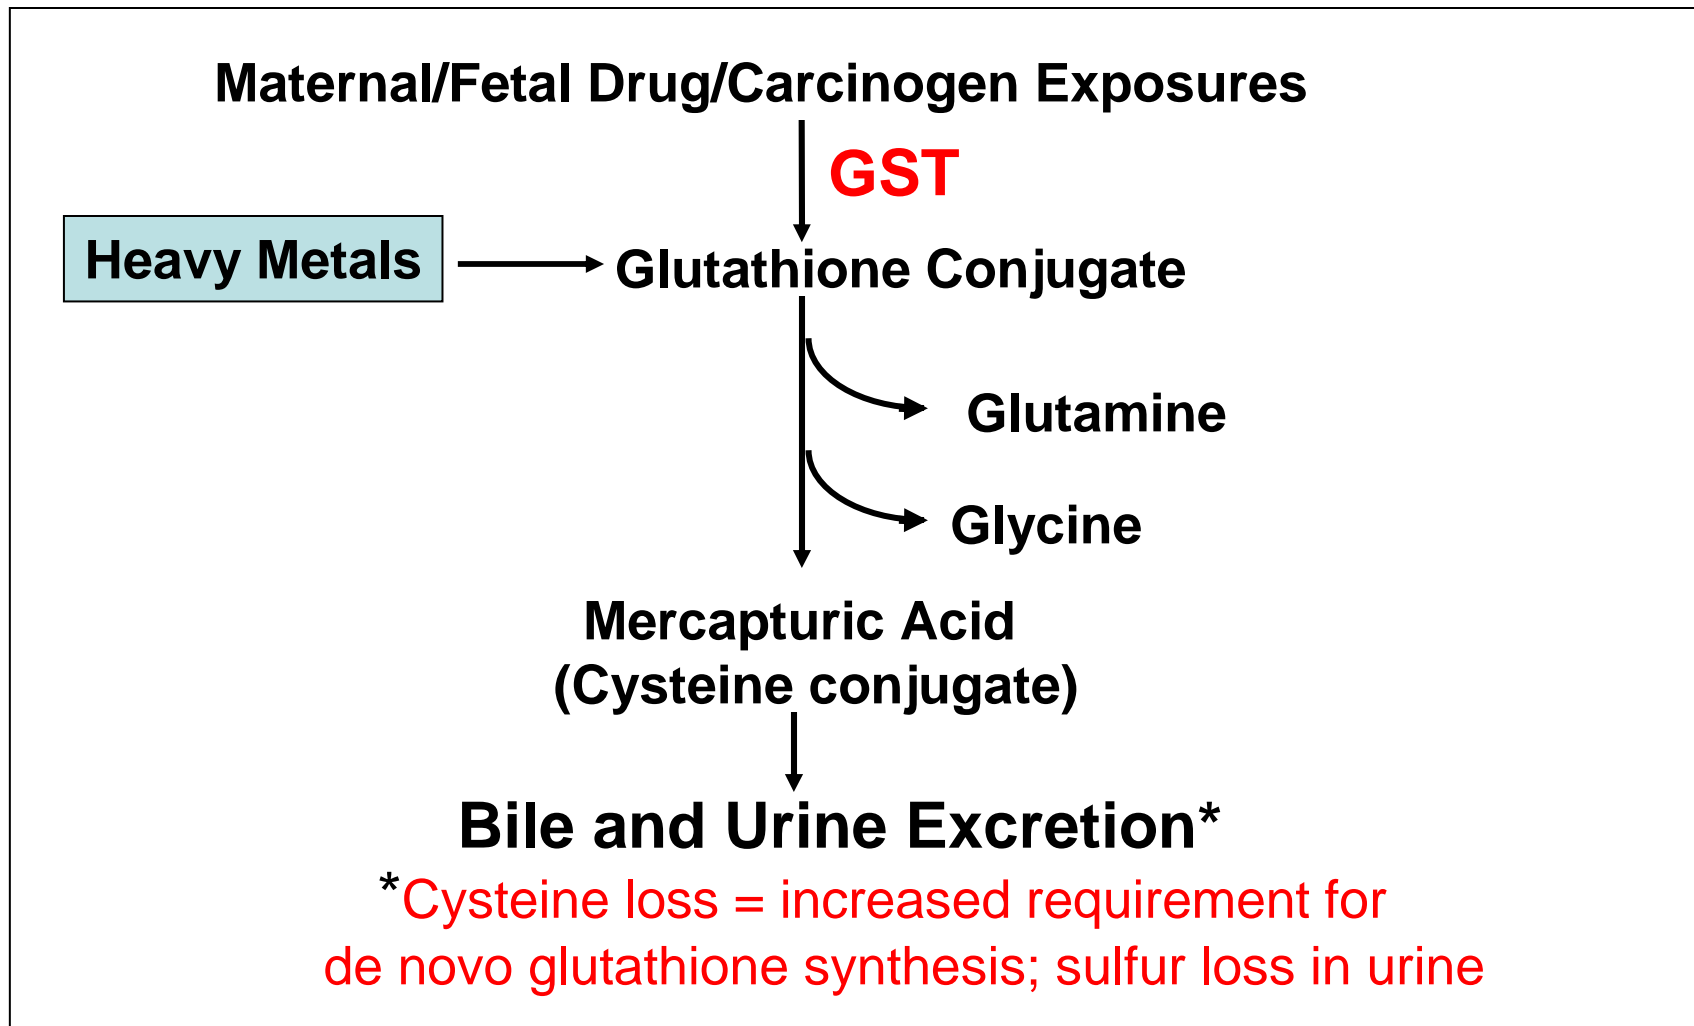 Maternal/Fetal Drug/Carcinogen Exposures
GST
Heavy Metals
Glutathione Conjugate
Glutamine
Glycine
Mercapturic Acid
(Cysteine conjugate)
Bile and Urine Excretion*
*Cysteine loss = increased requirement for
de novo glutathione synthesis; sulfur loss in urine